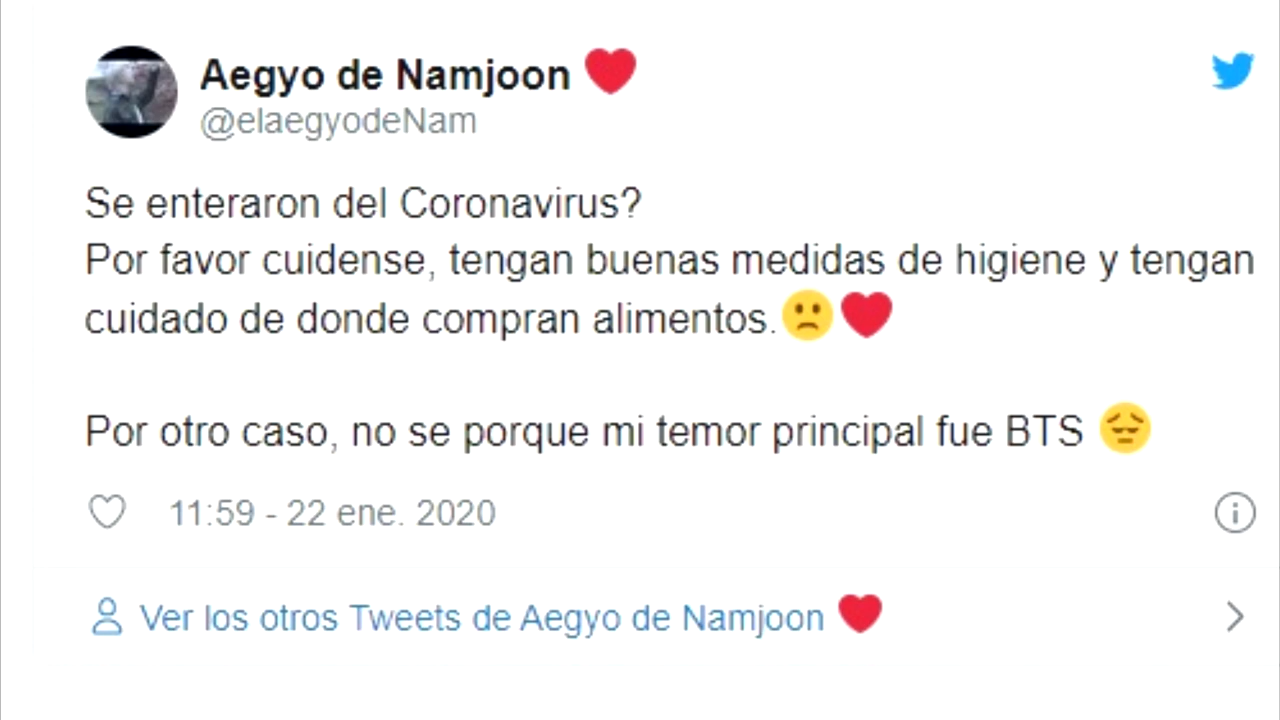 Aegyo de Namjoon ❤️
@elaegyodeNam
Se enteraron del Coronavirus?
Por favor cuidense, tengan buenas medidas de higiene y tengan
cuidado de donde compran alimentos.🙁❤️
Por otro caso, no se porque mi temor principal fue BTS 😔
11:59 - 22 ene. 2020
Ver los otros Tweets de Aegyo de Namjoon ❤️